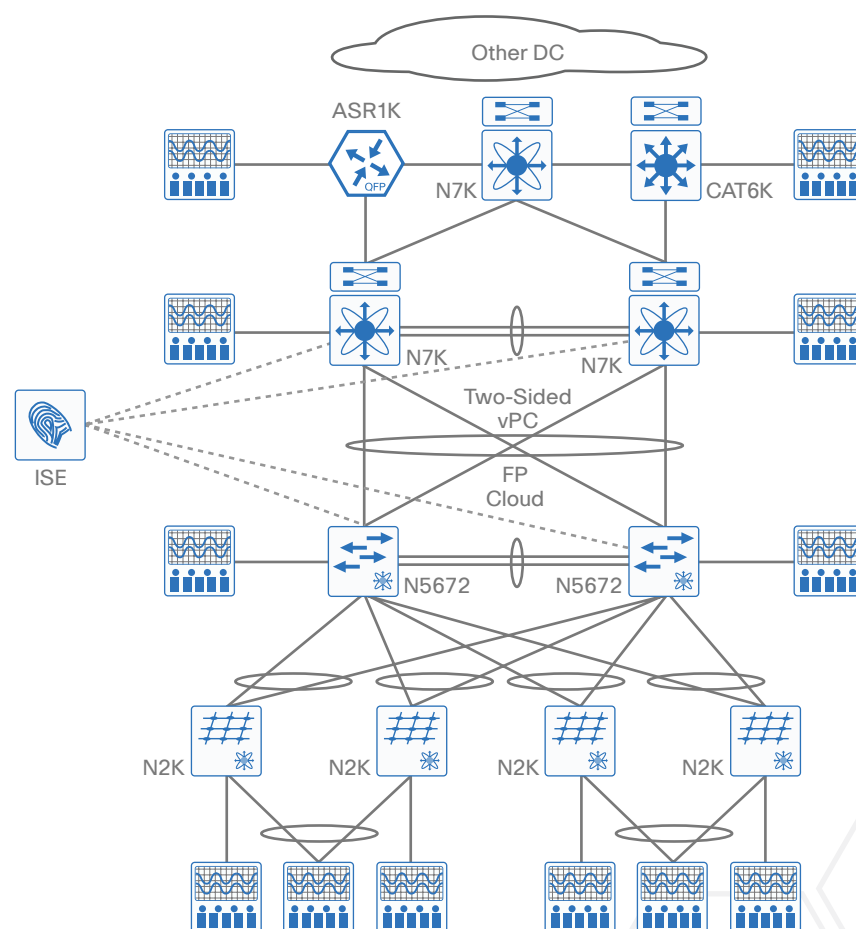 Other DC
ASR1K
QFP
N7K
CAT6K
N7K
N7K
Two-Sided
vPC
ISE
FP
Cloud
N5672
N5672
N2K
N2K
N2K
N2K